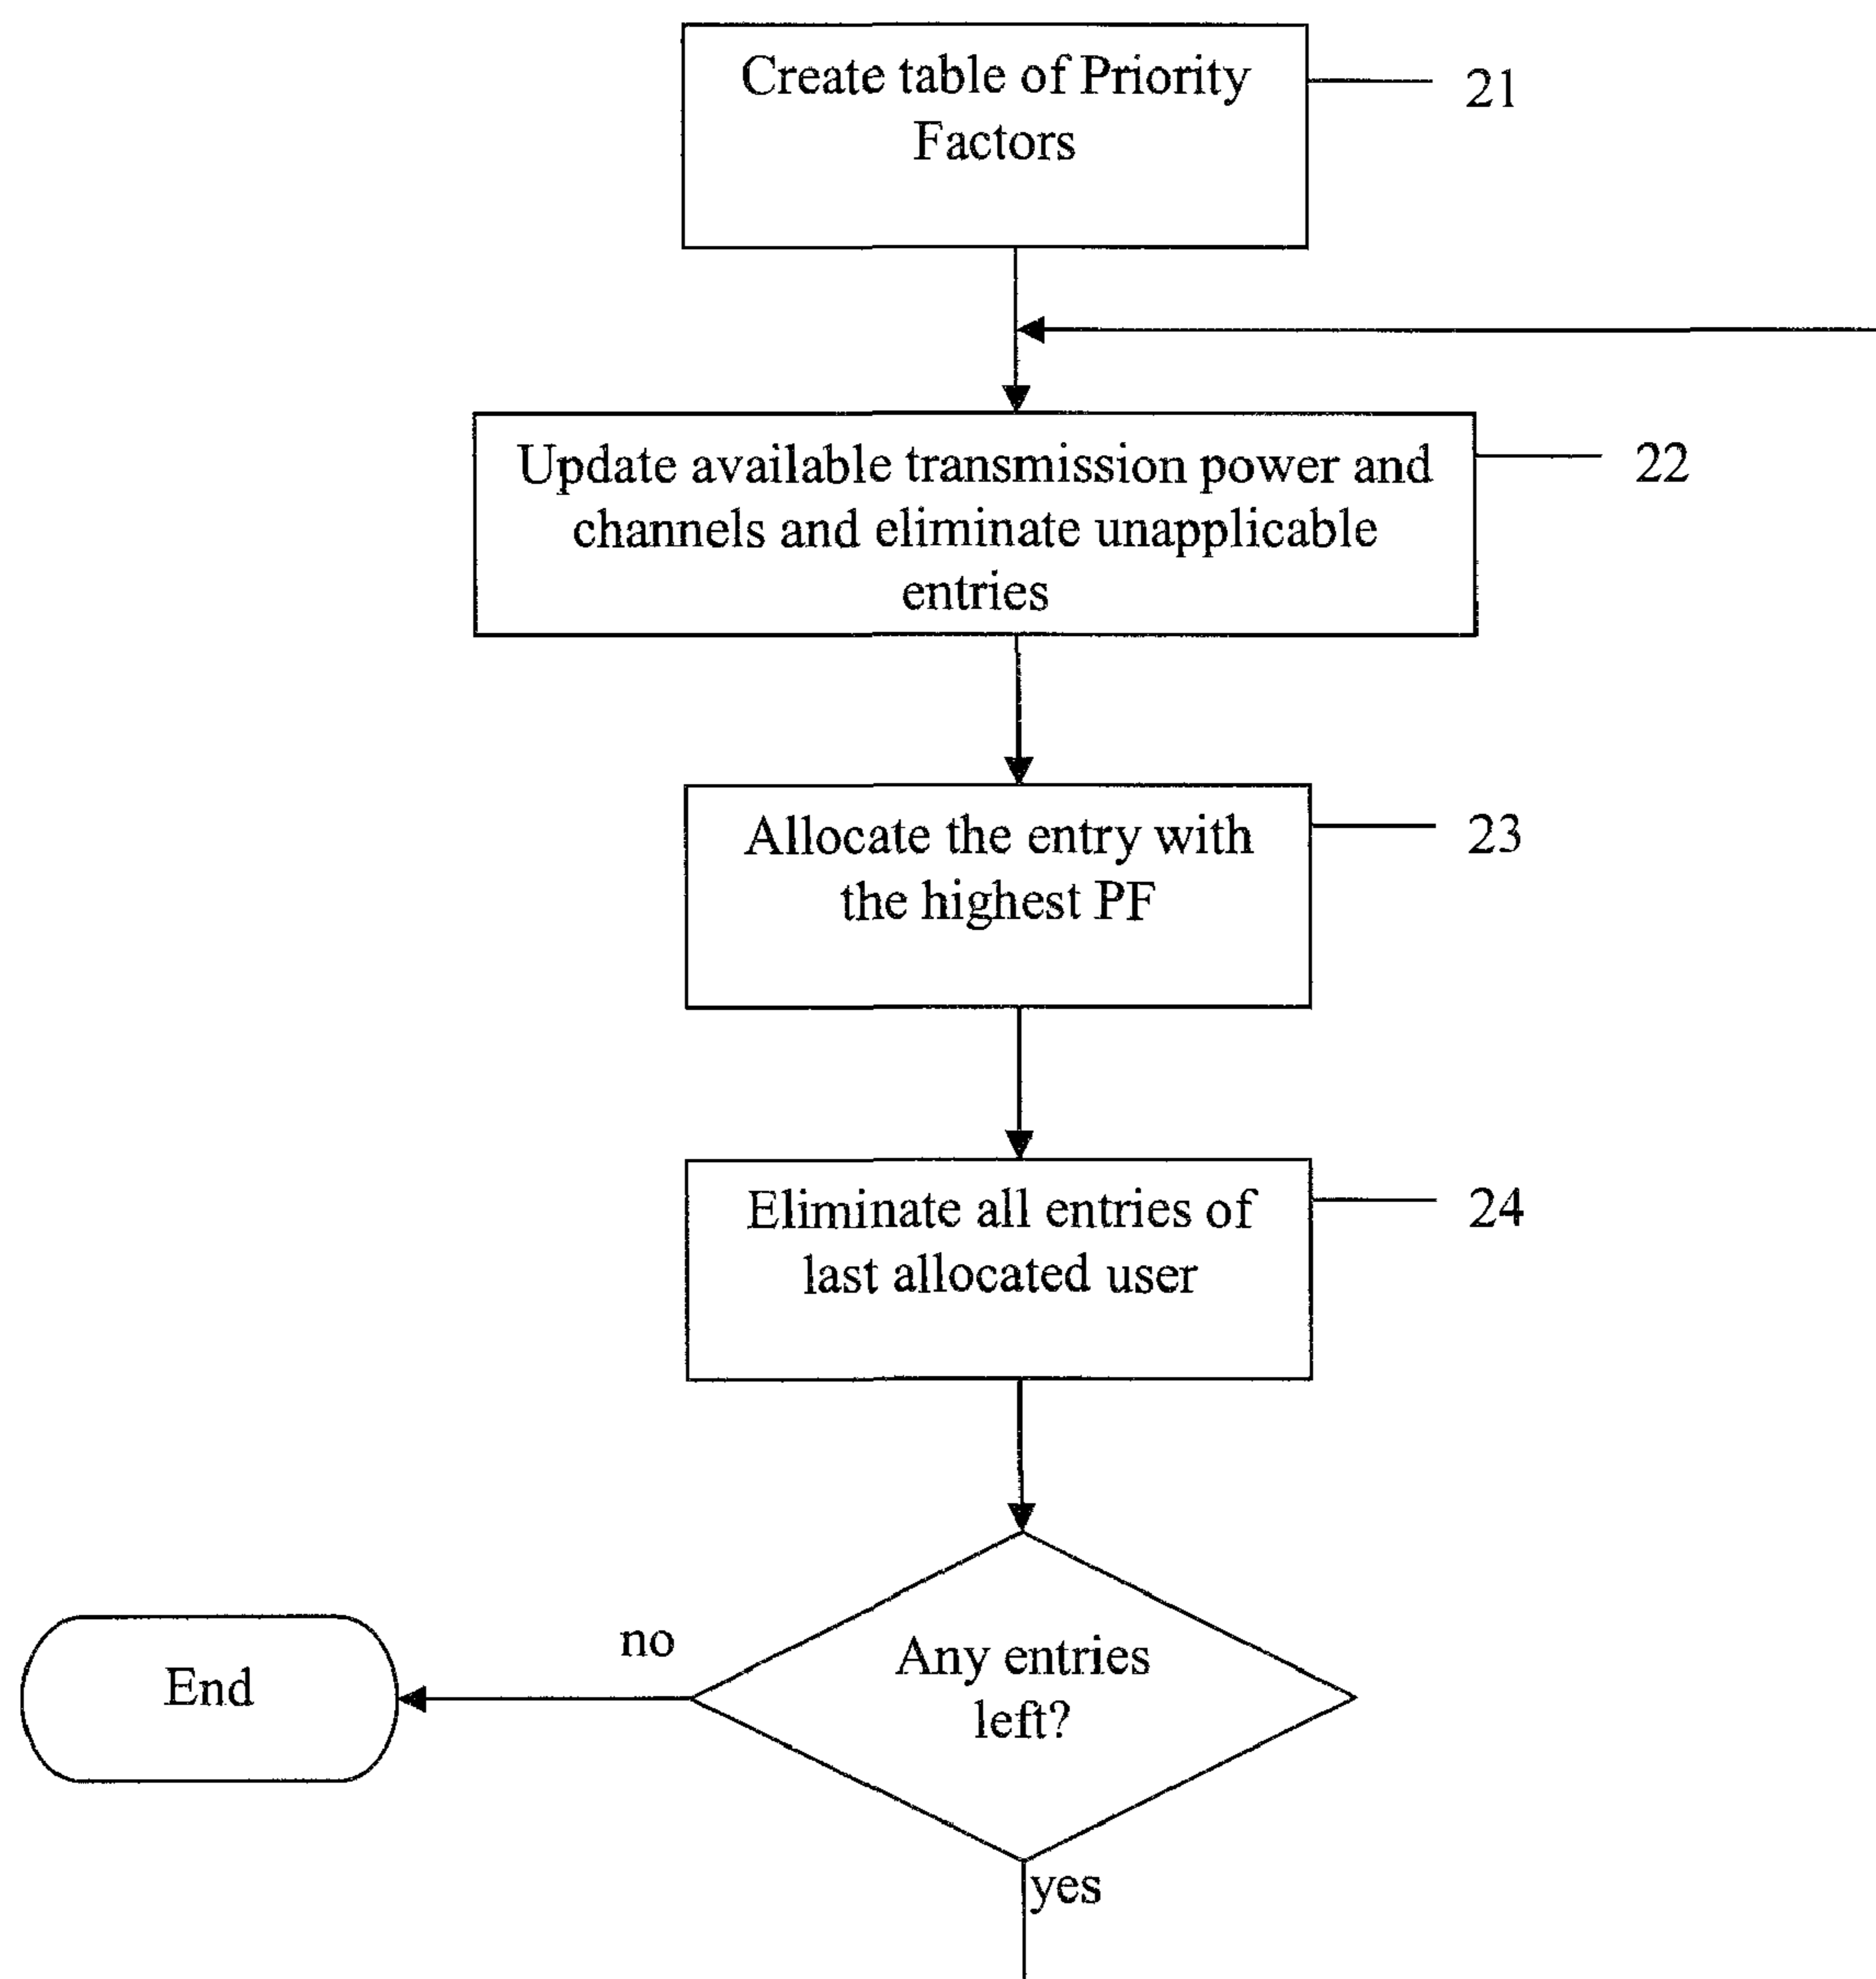 Create table of Priority
Factors
21
Update available transmission power and
channels and eliminate unapplicable
entries
22
Allocate the entry with
the highest PF
23
Eliminate all entries of
last allocated user
24
Any entries
left?
no
End
yes